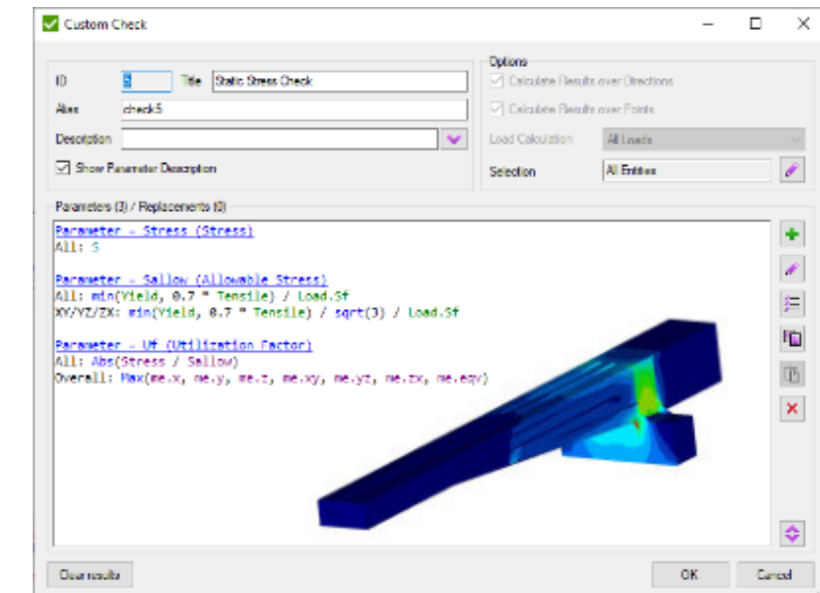 Custom Check
ID 5 Title Static Stress Check
Alias check5
Description
Show Parameter Description
Options
Calculate Results over Directions
Calculate Results over Points
Load Calculation All Loads
Selection All Entities
Parameters (3) / Replacements (0)
Parameter - Stress (Stress)
All: S
Parameter - Sallow (Allowable Stress)
All: min(Yield, 0.7 * Tensile) / Load.Sf
XY/YZ/ZX: min(Yield, 0.7 * Tensile) / sqrt(3) / Load.Sf
Parameter - Uf (Utilization Factor)
All: Abs(Stress / Sallow)
Overall: Max(me.x, me.y, me.z, me.xy, me.yz, me.zx, me.eqv)
Clear results
OK
Cancel